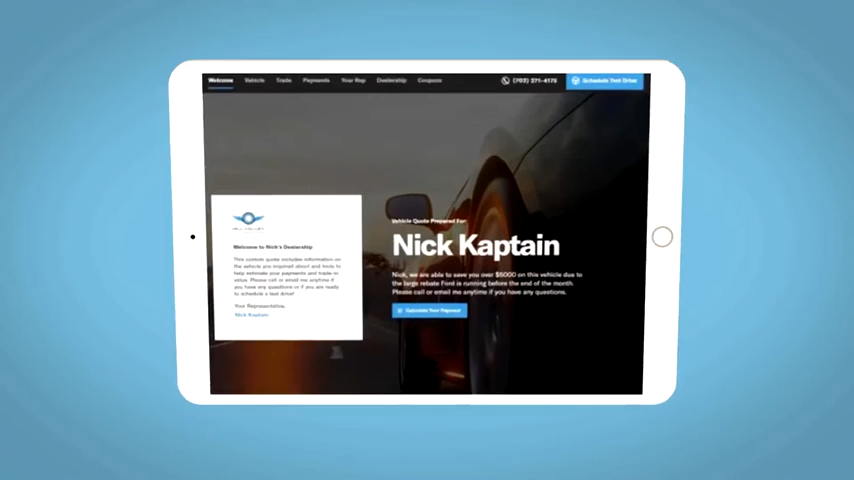 Welcome Vehicle Trade Payments Your Rep Dealership Coupons (702) 271-4175 Schedule Test Drive
Vehicle Quote Prepared For:
Nick Kaptain
Nick, we are able to save you over $5000 on this vehicle due to
the large rebate Ford is running before the end of the month.
Please call or email me anytime if you have any questions.
Calculate Your Payment
Welcome to Nick's Dealership
This custom quote includes information on
the vehicle you inquired about and tools to
help estimate your payments and trade-in
value. Please call or email me anytime if
you have any questions or if you are ready
to schedule a test drive!
Your Representative,
Nick Kaptain